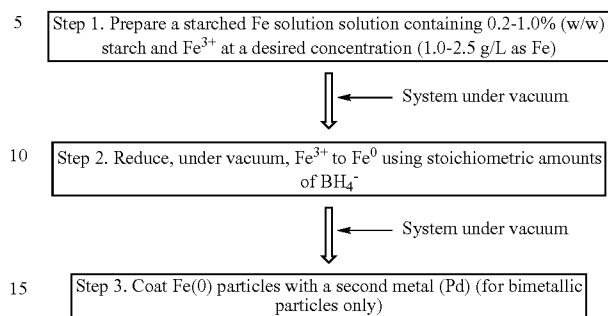 5 Step 1. Prepare a starched Fe solution solution containing 0.2-1.0% (w/w)
starch and Fe³⁺ at a desired concentration (1.0-2.5 g/L as Fe)
System under vacuum
10 Step 2. Reduce, under vacuum, Fe³⁺ to Fe⁰ using stoichiometric amounts
of BH₄⁻
System under vacuum
15 Step 3. Coat Fe(0) particles with a second metal (Pd) (for bimetallic
particles only)